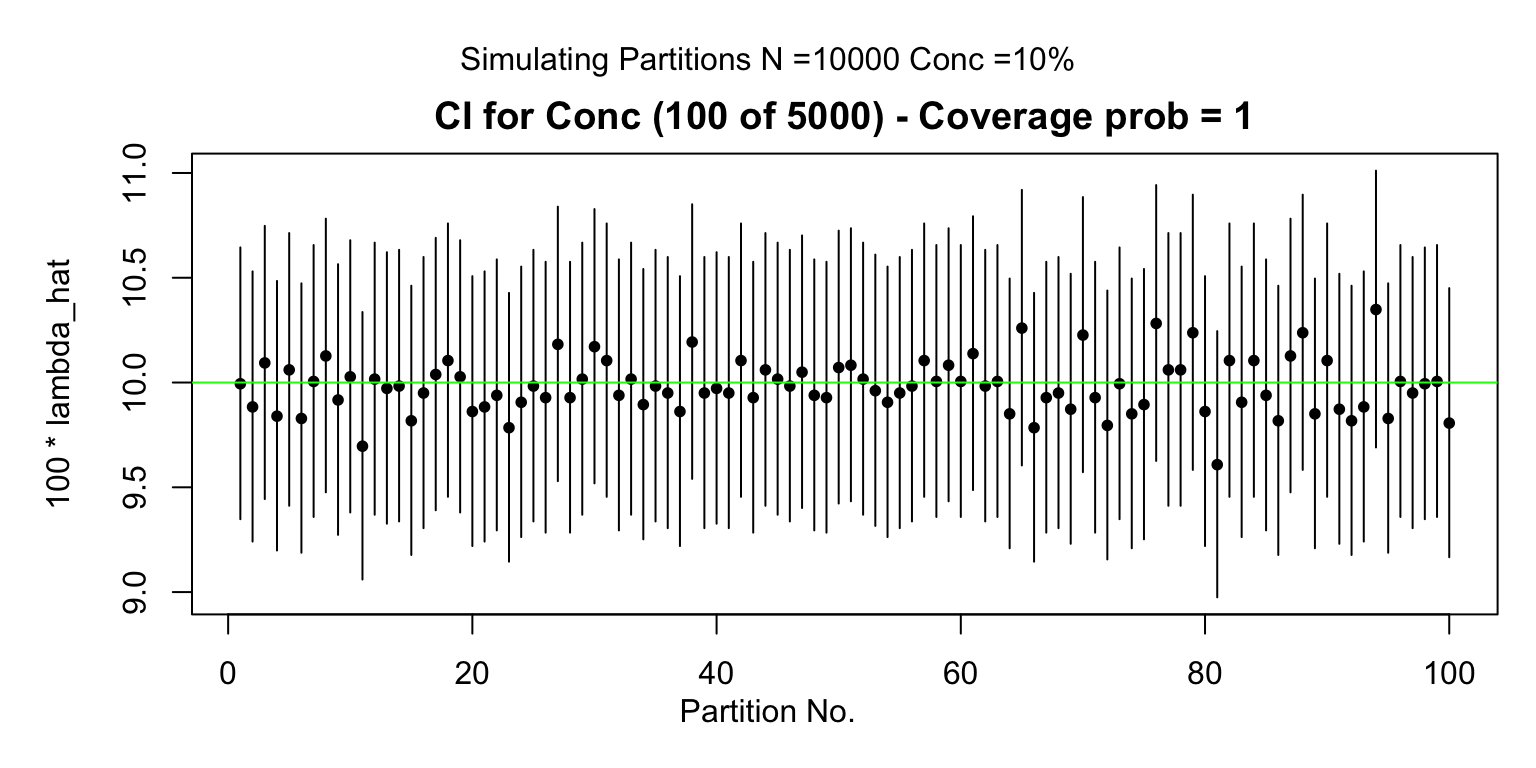 Simulating Partitions N =10000 Conc =10%
CI for Conc (100 of 5000) - Coverage prob = 1
100 * lambda_hat
11.0
10.5
10.0
9.5
9.0
0 20 40 60 80 100
Partition No.